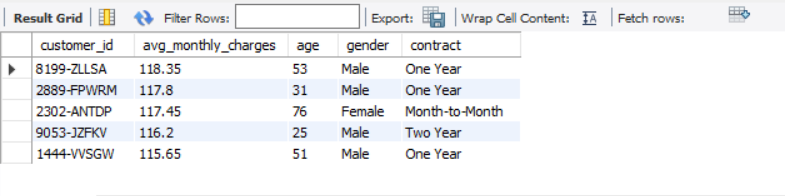 Result Grid Filter Rows: Export: Wrap Cell Content: Fetch rows:
customer_id avg_monthly_charges age gender contract
8199-ZLLSA 118.35 53 Male One Year
2889-FPWRM 117.8 31 Male One Year
2302-ANTDP 117.45 76 Female Month-to-Month
9053-JZFKV 116.2 25 Male Two Year
1444-VVSGW 115.65 51 Male One Year